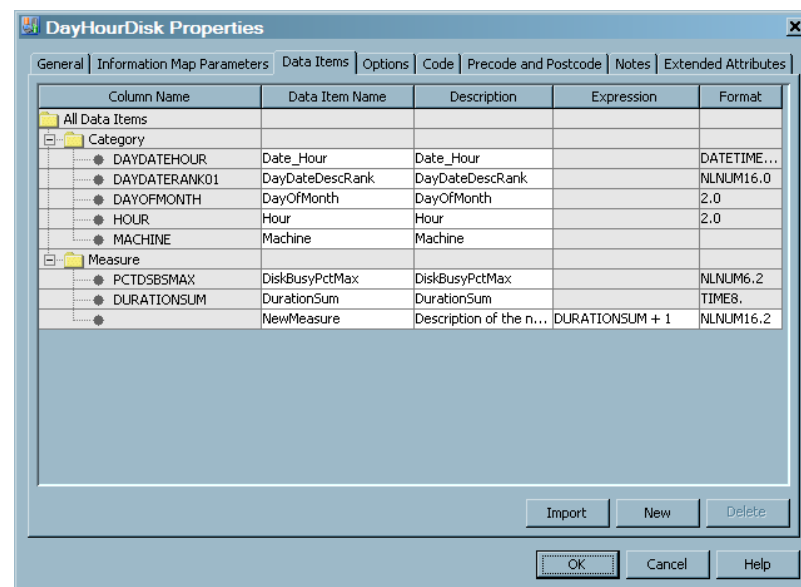 DayHourDisk Properties
General Information Map Parameters Data Items Options Code Precode and Postcode Notes Extended Attributes
Column Name Data Item Name Description Expression Format
All Data Items
Category
DAYDATEHOUR Date_Hour Date_Hour DATETIME...
DAYDATERANK01 DayDateDescRank DayDateDescRank NLNUM16.0
DAYOFMONTH DayOfMonth DayOfMonth 2.0
HOUR Hour Hour 2.0
MACHINE Machine Machine
Measure
PCTDSBSMAX DiskBusyPctMax DiskBusyPctMax NLNUM6.2
DURATIONSUM DurationSum DurationSum TIME8.
NewMeasure Description of the n... DURATIONSUM + 1 NLNUM16.2
Import New Delete
OK Cancel Help